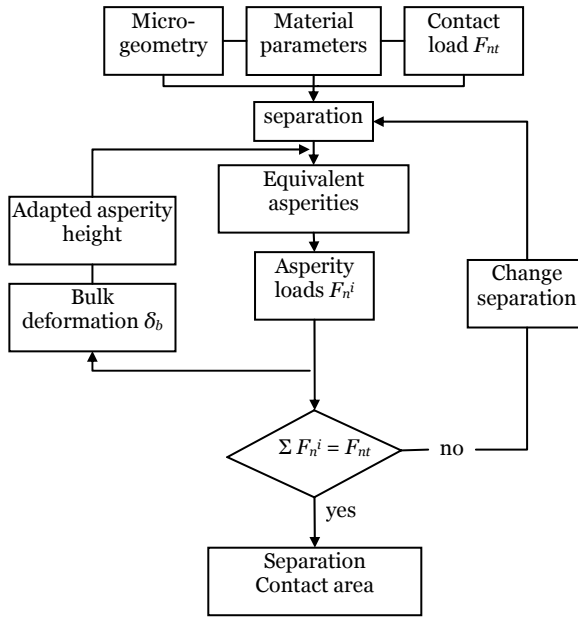 Micro-
geometry
Material
parameters
Contact
load Fnt
separation
Equivalent
asperities
Adapted asperity
height
Asperity
loads Fnⁱ
Change
separation
Bulk
deformation δb
Σ Fnⁱ = Fnt
no
yes
Separation
Contact area